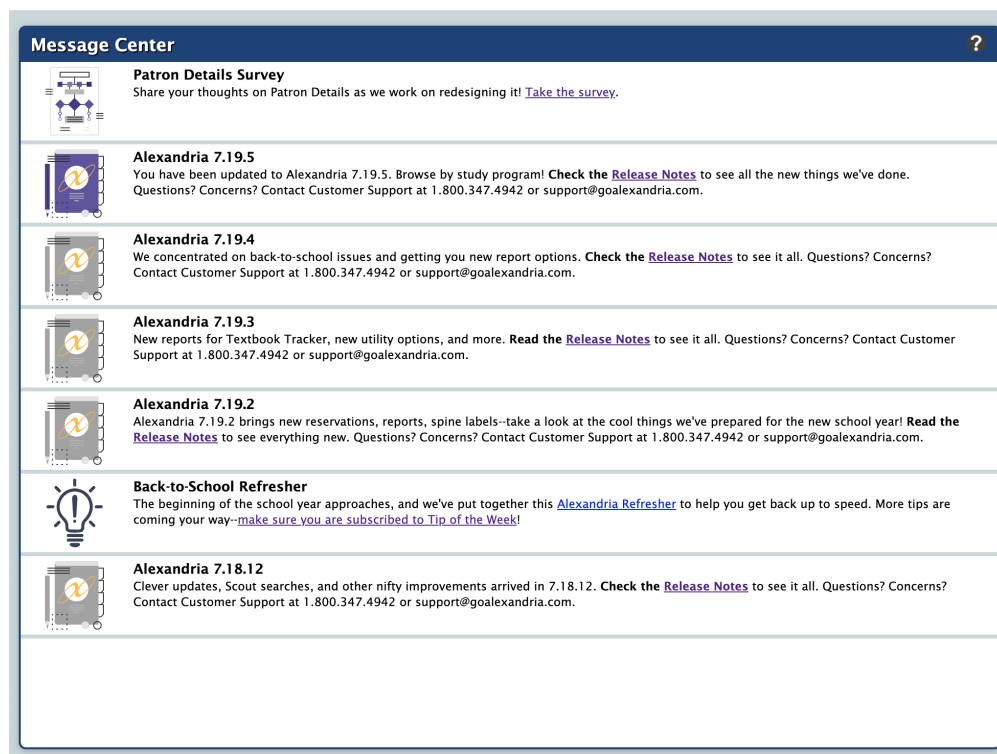 Message Center
?
Patron Details Survey
Share your thoughts on Patron Details as we work on redesigning it! Take the survey.
Alexandria 7.19.5
You have been updated to Alexandria 7.19.5. Browse by study program! Check the Release Notes to see all the new things we've done.
Questions? Concerns? Contact Customer Support at 1.800.347.4942 or support@goalexandria.com.
Alexandria 7.19.4
We concentrated on back-to-school issues and getting you new report options. Check the Release Notes to see it all. Questions? Concerns?
Contact Customer Support at 1.800.347.4942 or support@goalexandria.com.
Alexandria 7.19.3
New reports for Textbook Tracker, new utility options, and more. Read the Release Notes to see it all. Questions? Concerns? Contact Customer
Support at 1.800.347.4942 or support@goalexandria.com.
Alexandria 7.19.2
Alexandria 7.19.2 brings new reservations, reports, spine labels--take a look at the cool things we've prepared for the new school year! Read the
Release Notes to see everything new. Questions? Concerns? Contact Customer Support at 1.800.347.4942 or support@goalexandria.com.
Back-to-School Refresher
The beginning of the school year approaches, and we've put together this Alexandria Refresher to help you get back up to speed. More tips are
coming your way--make sure you are subscribed to Tip of the Week!
Alexandria 7.18.12
Clever updates, Scout searches, and other nifty improvements arrived in 7.18.12. Check the Release Notes to see it all. Questions? Concerns?
Contact Customer Support at 1.800.347.4942 or support@goalexandria.com.